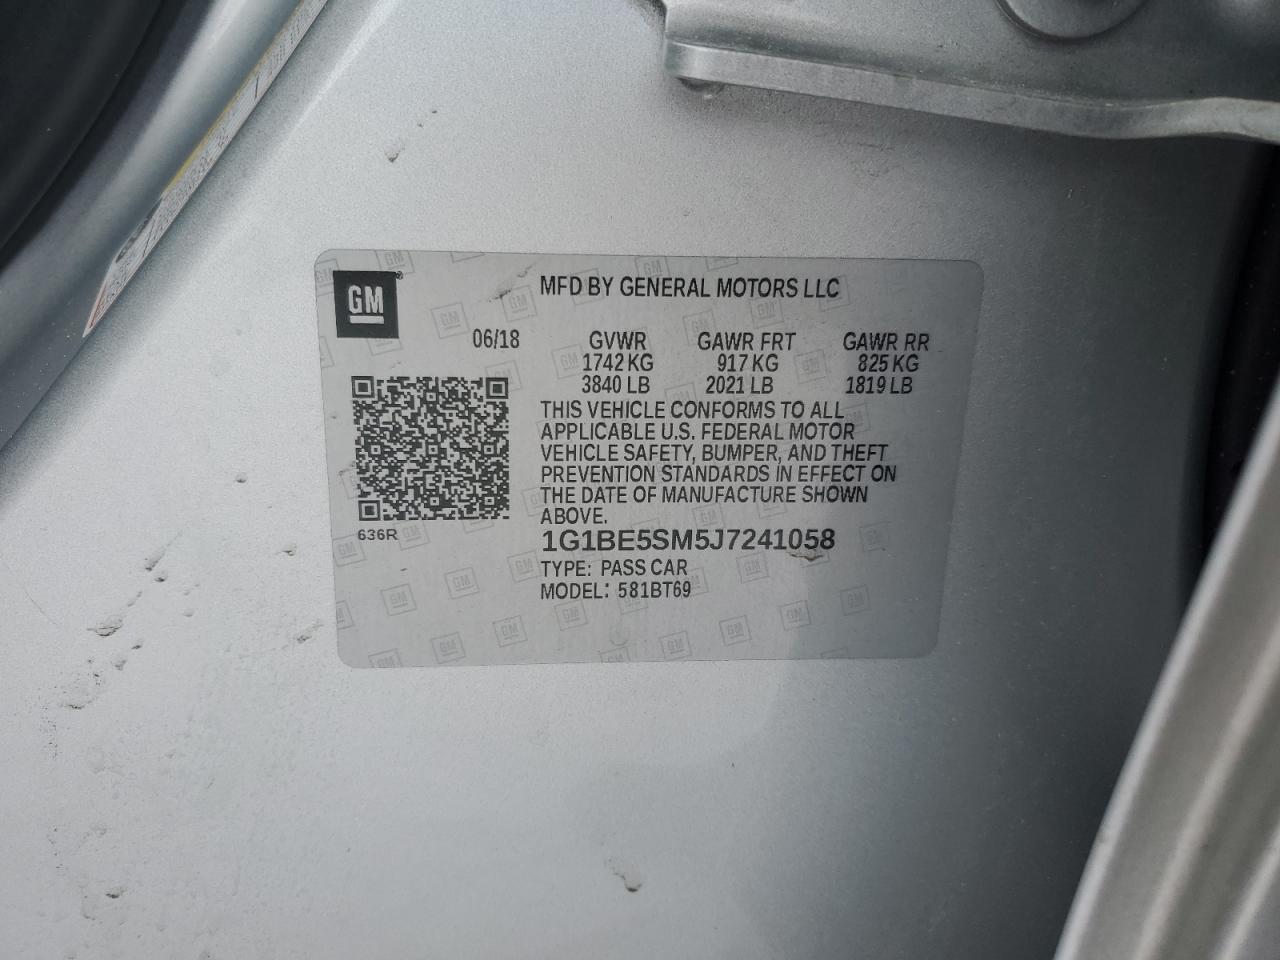 GM
MFD BY GENERAL MOTORS LLC
06/18 GVWR GAWR FRT GAWR RR
1742 KG 917 KG 825 KG
3840 LB 2021 LB 1819 LB
THIS VEHICLE CONFORMS TO ALL
APPLICABLE U.S. FEDERAL MOTOR
VEHICLE SAFETY, BUMPER, AND THEFT
PREVENTION STANDARDS IN EFFECT ON
THE DATE OF MANUFACTURE SHOWN
ABOVE.
636R
1G1BE5SM5J7241058
TYPE: PASS CAR
MODEL: 581BT69